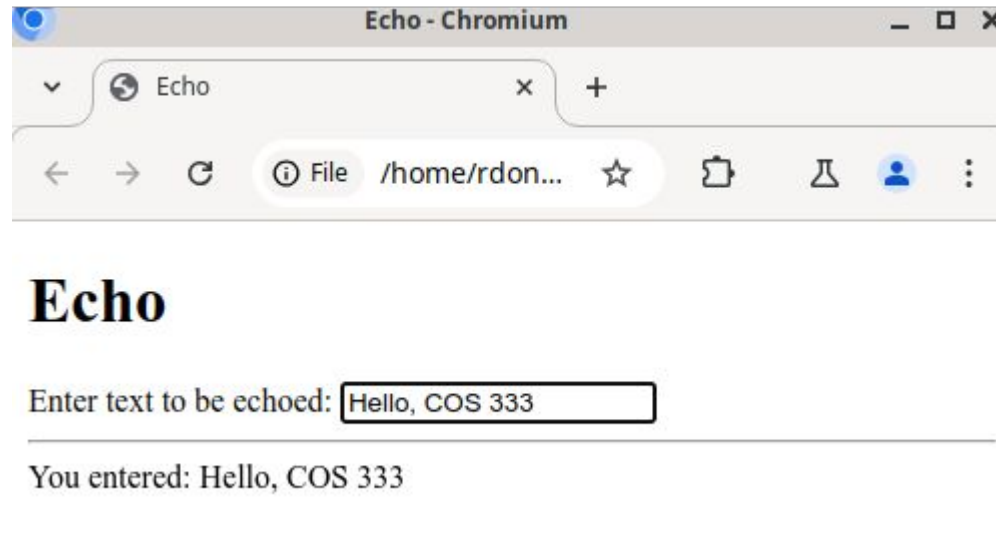 Echo - Chromium
Echo
File /home/rdon...
Echo
Enter text to be echoed: Hello, COS 333
You entered: Hello, COS 333